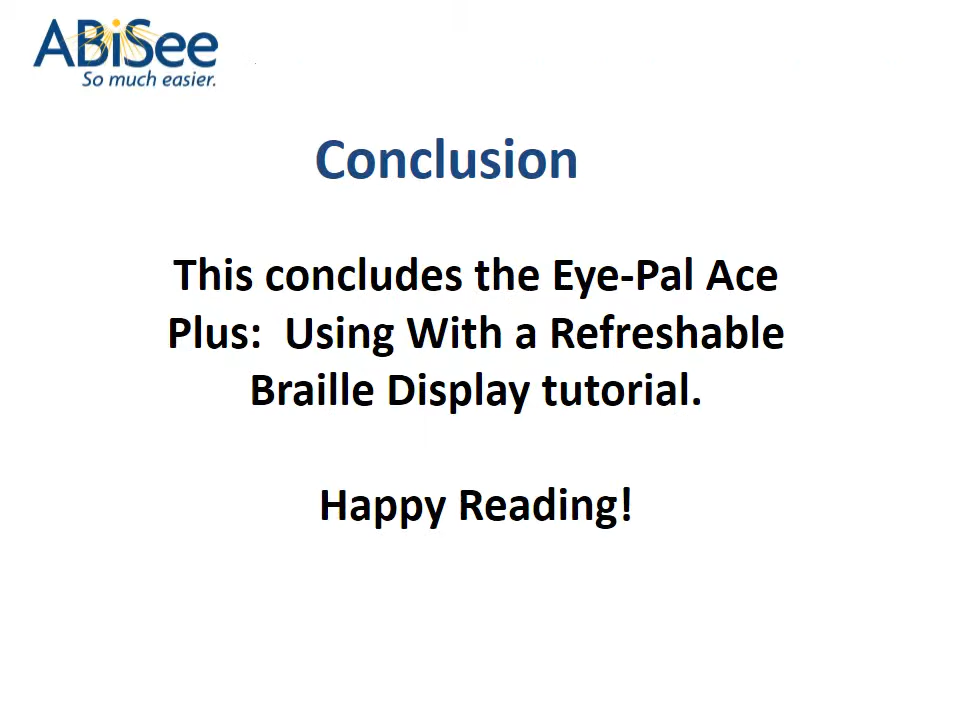 ABiSee
So much easier.
Conclusion
This concludes the Eye-Pal Ace
Plus:  Using With a Refreshable
Braille Display tutorial.
Happy Reading!